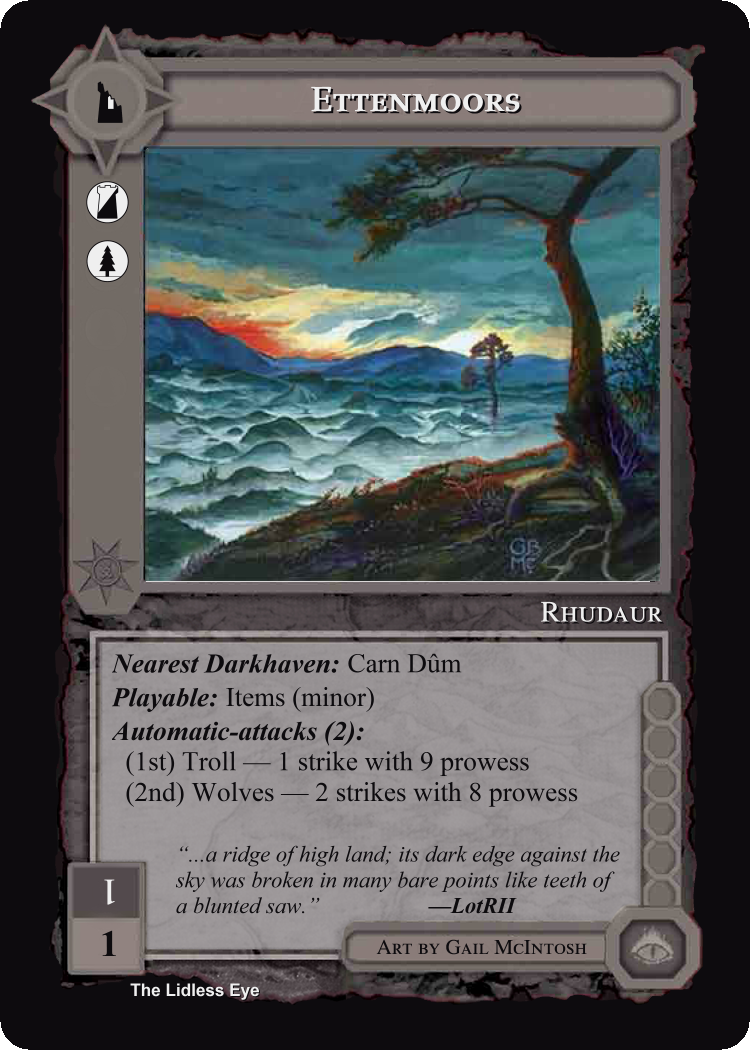 Ettenmoors
GB
Mc
Rhudaur
Nearest Darkhaven: Carn Dûm
Playable: Items (minor)
Automatic-attacks (2):
(1st) Troll — 1 strike with 9 prowess
(2nd) Wolves — 2 strikes with 8 prowess
“...a ridge of high land; its dark edge against the
sky was broken in many bare points like teeth of
a blunted saw.” —LotRII
1
1
Art by Gail McIntosh
The Lidless Eye